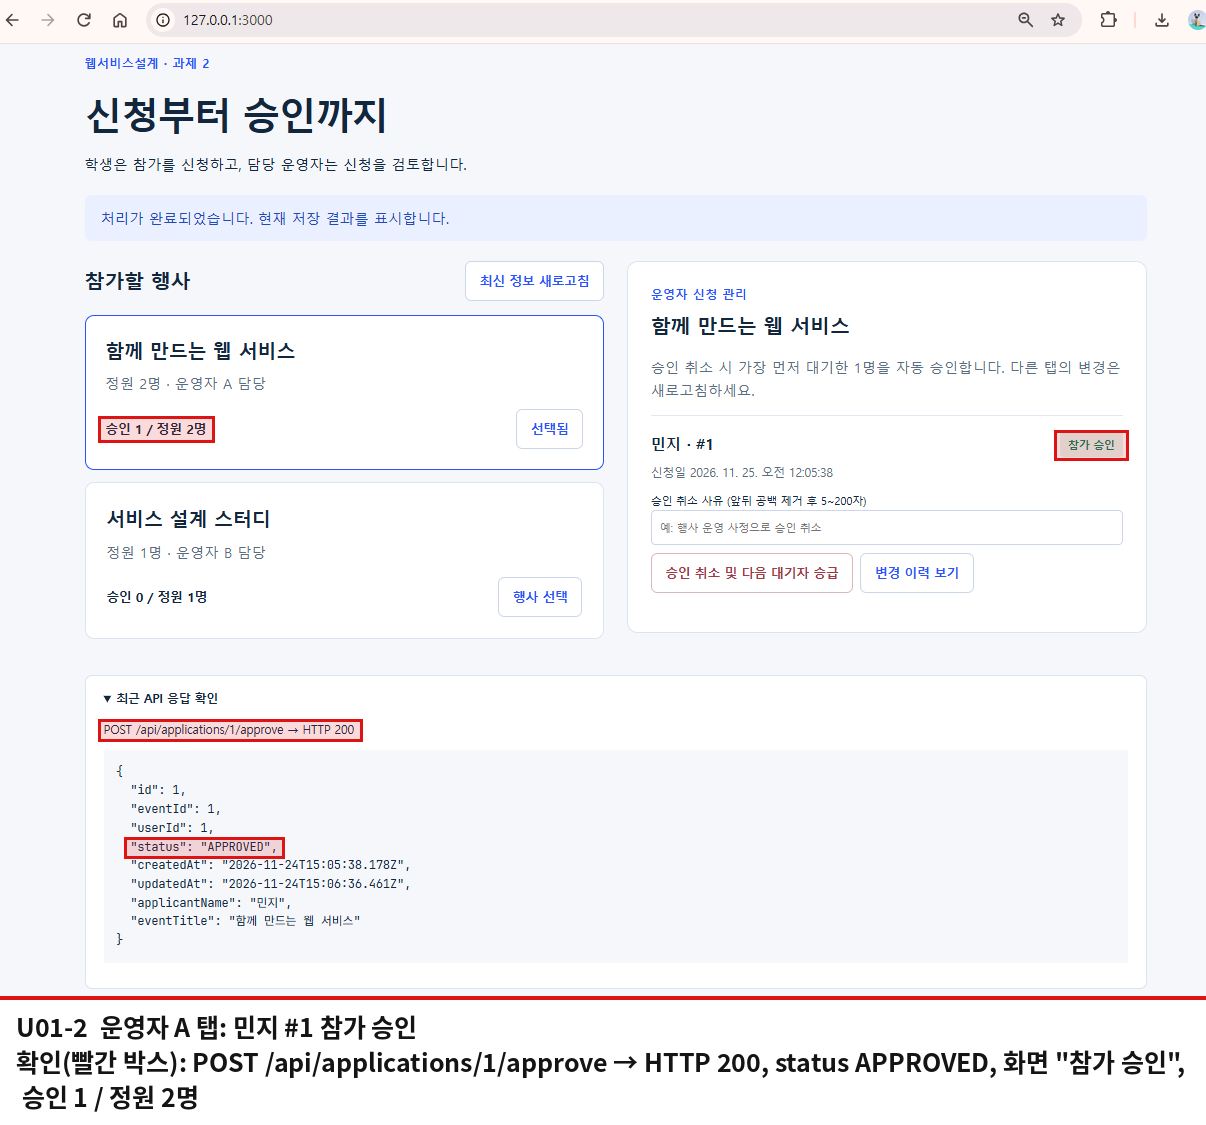 127.0.0.1:3000
웹서비스설계 · 과제 2
신청부터 승인까지
학생은 참가를 신청하고, 담당 운영자는 신청을 검토합니다.
처리가 완료되었습니다. 현재 저장 결과를 표시합니다.
참가할 행사
최신 정보 새로고침
함께 만드는 웹 서비스
정원 2명 · 운영자 A 담당
승인 1 / 정원 2명
선택됨
서비스 설계 스터디
정원 1명 · 운영자 B 담당
승인 0 / 정원 1명
행사 선택
운영자 신청 관리
함께 만드는 웹 서비스
승인 취소 시 가장 먼저 대기한 1명을 자동 승인합니다. 다른 탭의 변경은
새로고침하세요.
민지 · #1
참가 승인
신청일 2026. 11. 25. 오전 12:05:38
승인 취소 사유 (앞뒤 공백 제거 후 5~200자)
예: 행사 운영 사정으로 승인 취소
승인 취소 및 다음 대기자 승급
변경 이력 보기
▼ 최근 API 응답 확인
POST /api/applications/1/approve → HTTP 200
{
"id": 1,
"eventId": 1,
"userId": 1,
"status": "APPROVED",
"createdAt": "2026-11-24T15:05:38.178Z",
"updatedAt": "2026-11-24T15:06:36.461Z",
"applicantName": "민지",
"eventTitle": "함께 만드는 웹 서비스"
}
U01-2 운영자 A 탭: 민지 #1 참가 승인
확인(빨간 박스): POST /api/applications/1/approve → HTTP 200, status APPROVED, 화면 "참가 승인",
승인 1 / 정원 2명